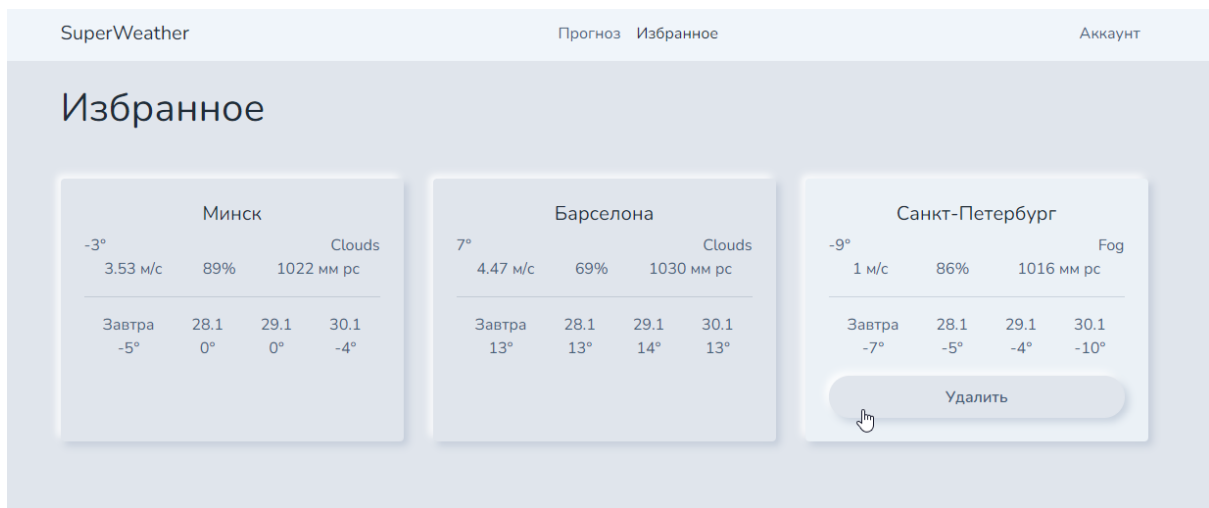 SuperWeather Прогноз Избранное Аккаунт
Избранное
Минск
-3° Clouds
3.53 м/с 89% 1022 мм рс
Завтра 28.1 29.1 30.1
-5° 0° 0° -4°
Барселона
7° Clouds
4.47 м/с 69% 1030 мм рс
Завтра 28.1 29.1 30.1
13° 13° 14° 13°
Санкт-Петербург
-9° Fog
1 м/с 86% 1016 мм рс
Завтра 28.1 29.1 30.1
-7° -5° -4° -10°
Удалить